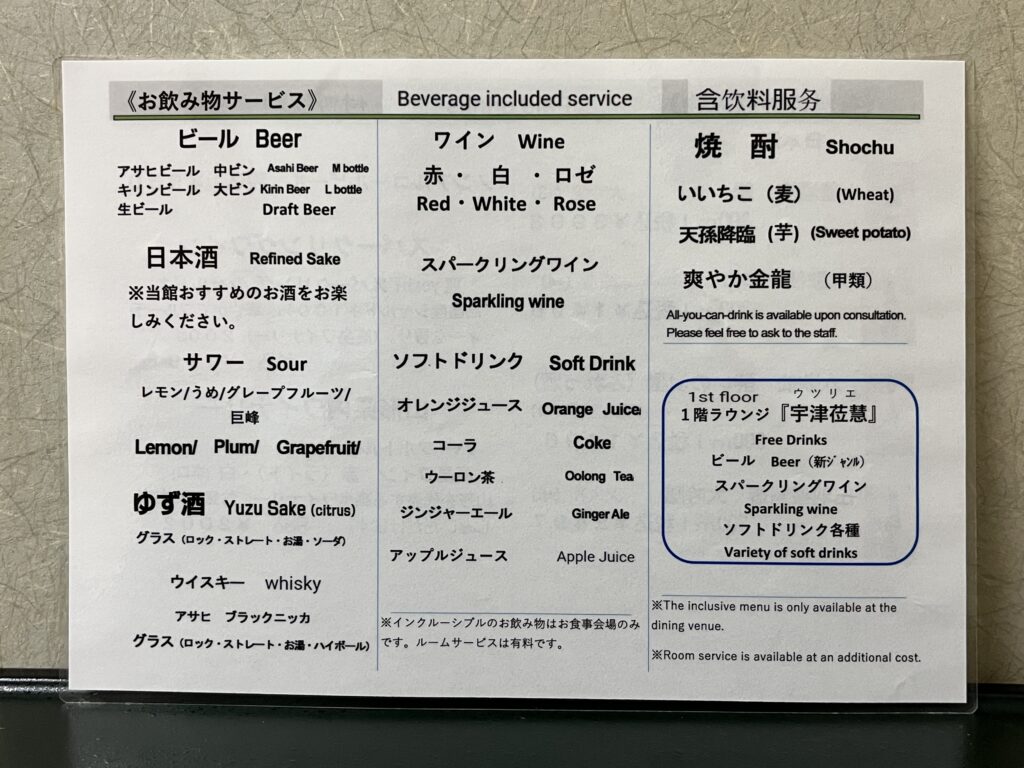 《お飲み物サービス》 Beverage included service 含饮料服务
ビール Beer
アサヒビール 中ビン Asahi Beer M bottle
キリンビール 大ビン Kirin Beer L bottle
生ビール Draft Beer
日本酒 Refined Sake
※当館おすすめのお酒をお楽
しみください。
サワー Sour
レモン/うめ/グレープフルーツ/
巨峰
Lemon/ Plum/ Grapefruit/
ゆず酒 Yuzu Sake (citrus)
グラス（ロック・ストレート・お湯・ソーダ）
ウイスキー whisky
アサヒ ブラックニッカ
グラス（ロック・ストレート・お湯・ハイボール）
ワイン Wine
赤・ 白 ・ロゼ
Red・White・ Rose
スパークリングワイン
Sparkling wine
ソフトドリンク Soft Drink
オレンジジュース Orange Juice
コーラ Coke
ウーロン茶 Oolong Tea
ジンジャーエール Ginger Ale
アップルジュース Apple Juice
※インクルーシブルのお飲み物はお食事会場のみ
です。ルームサービスは有料です。
焼 酎 Shochu
いいちこ（麦） (Wheat)
天孫降臨 (芋) (Sweet potato)
爽やか金龍 （甲類）
All-you-can-drink is available upon consultation.
Please feel free to ask to the staff.
1st floor ウツリエ
１階ラウンジ『宇津莅慧』
Free Drinks
ビール Beer（新ｼﾞｬﾝﾙ）
スパークリングワイン
Sparkling wine
ソフトドリンク各種
Variety of soft drinks
※The inclusive menu is only available at the
dining venue.
※Room service is available at an additional cost.